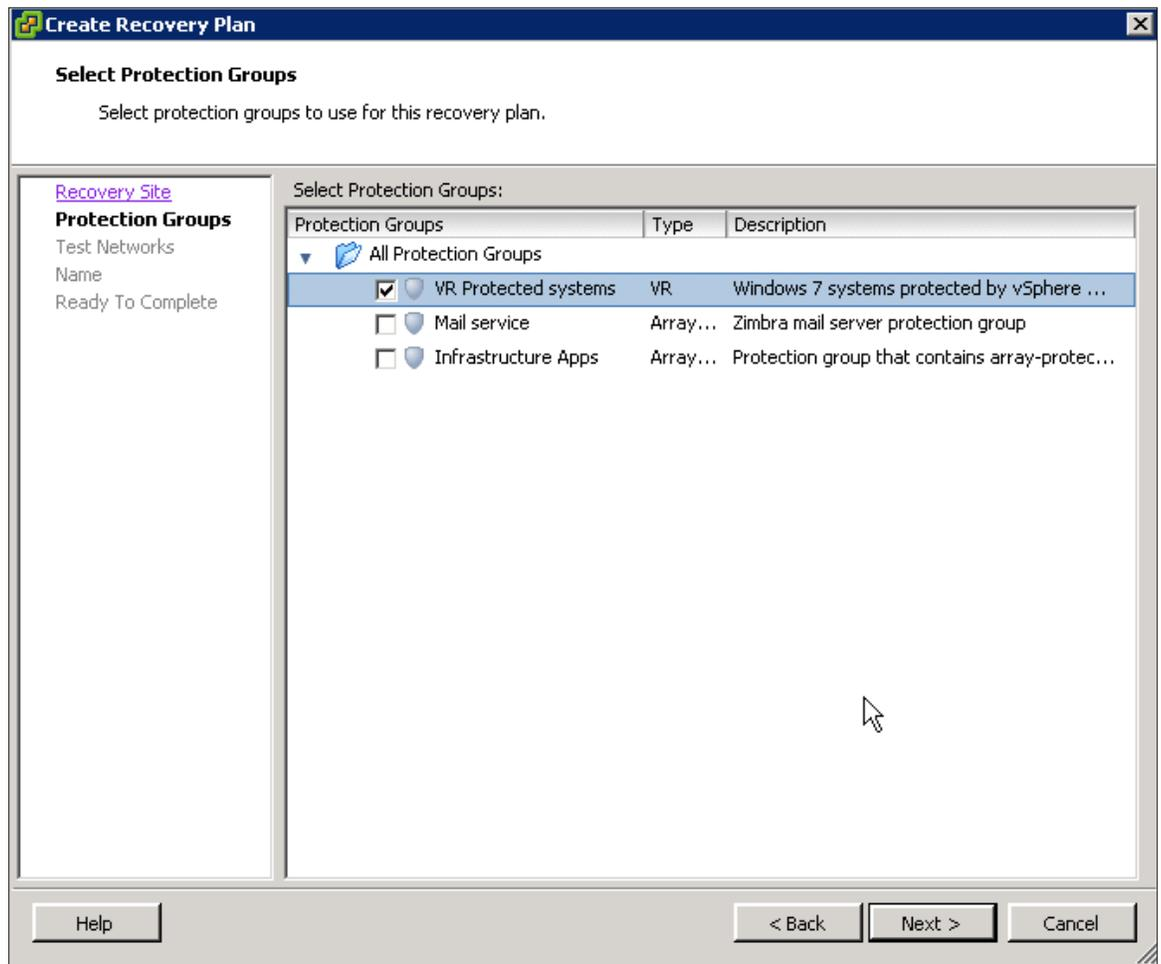 Create Recovery Plan
Select Protection Groups
Select protection groups to use for this recovery plan.
Recovery Site
Protection Groups
Test Networks
Name
Ready To Complete
Select Protection Groups:
Protection Groups Type Description
All Protection Groups
VR Protected systems VR Windows 7 systems protected by vSphere ...
Mail service Array... Zimbra mail server protection group
Infrastructure Apps Array... Protection group that contains array-protec...
Help < Back Next > Cancel